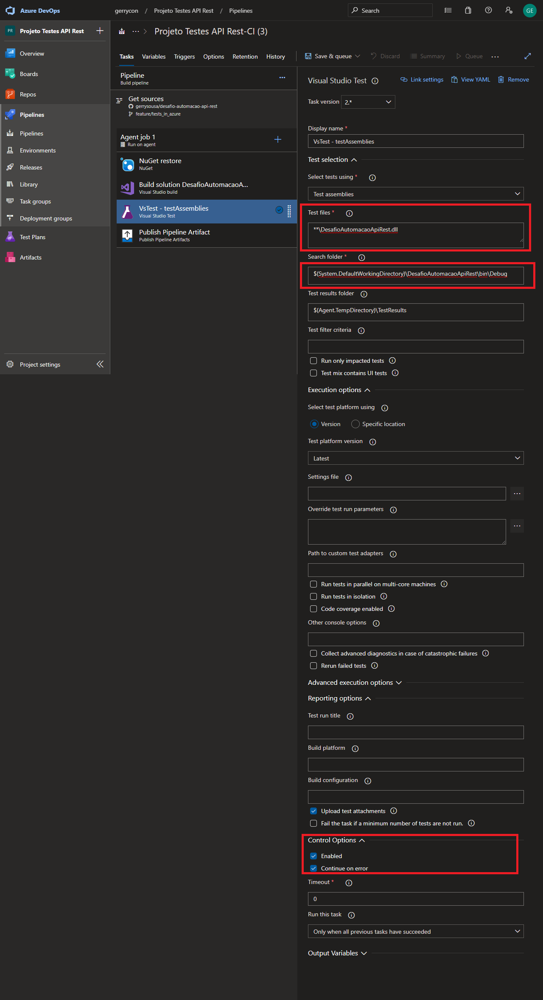 Azure DevOps
gerrycon / Projeto Testes API Rest / Pipelines
Search
GE
PR Projeto Testes API Rest
Overview
Boards
Repos
Pipelines
Pipelines
Environments
Releases
Library
Task groups
Deployment groups
Test Plans
Artifacts
Project settings
... > Projeto Testes API Rest-CI (3)
Tasks Variables Triggers Options Retention History
Save & queue Discard Summary Queue ...
Pipeline
Build pipeline
...
Get sources
gerrysousa/desafio-automacao-api-rest
feature/tests_in_azure
Agent job 1
Run on agent
NuGet restore
NuGet
Build solution DesafioAutomacaoA...
Visual Studio build
VsTest - testAssemblies
Visual Studio Test
Publish Pipeline Artifact
Publish Pipeline Artifacts
Visual Studio Test
Link settings View YAML Remove
Task version 2.*
Display name *
VsTest - testAssemblies
Test selection
Select tests using *
Test assemblies
Test files *
**\DesafioAutomacaoApiRest.dll
Search folder *
$(System.DefaultWorkingDirectory)\DesafioAutomacaoApiRest\bin\Debug
Test results folder
$(Agent.TempDirectory)\TestResults
Test filter criteria
Run only impacted tests
Test mix contains UI tests
Execution options
Select test platform using
Version Specific location
Test platform version
Latest
Settings file
...
Override test run parameters
...
Path to custom test adapters
Run tests in parallel on multi-core machines
Run tests in isolation
Code coverage enabled
Other console options
Collect advanced diagnostics in case of catastrophic failures
Rerun failed tests
Advanced execution options
Reporting options
Test run title
Build platform
Build configuration
Upload test attachments
Fail the task if a minimum number of tests are not run.
Control Options
Enabled
Continue on error
Timeout *
0
Run this task
Only when all previous tasks have succeeded
Output Variables